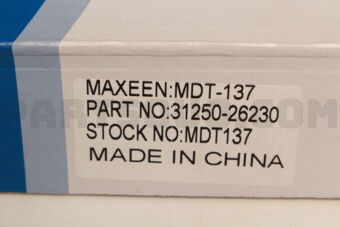 MAXEEN:MDT-137
PART NO:31250-26230
STOCK NO:MDT137
MADE IN CHINA